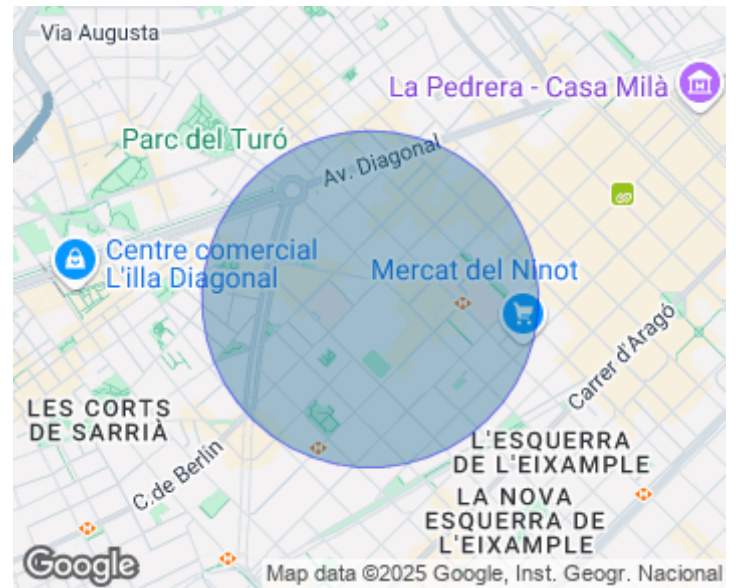 Via Augusta
La Pedrera - Casa Milà
Parc del Turó
Av. Diagonal
Centre comercial
L'illa Diagonal
Mercat del Ninot
Carrer d'Aragó
LES CORTS
DE SARRIÀ
L'ESQUERRA
DE L'EIXAMPLE
C.de Berlín
LA NOVA
ESQUERRA DE
L'EIXAMPLE
Google
Map data ©2025 Google, Inst. Geogr. Nacional